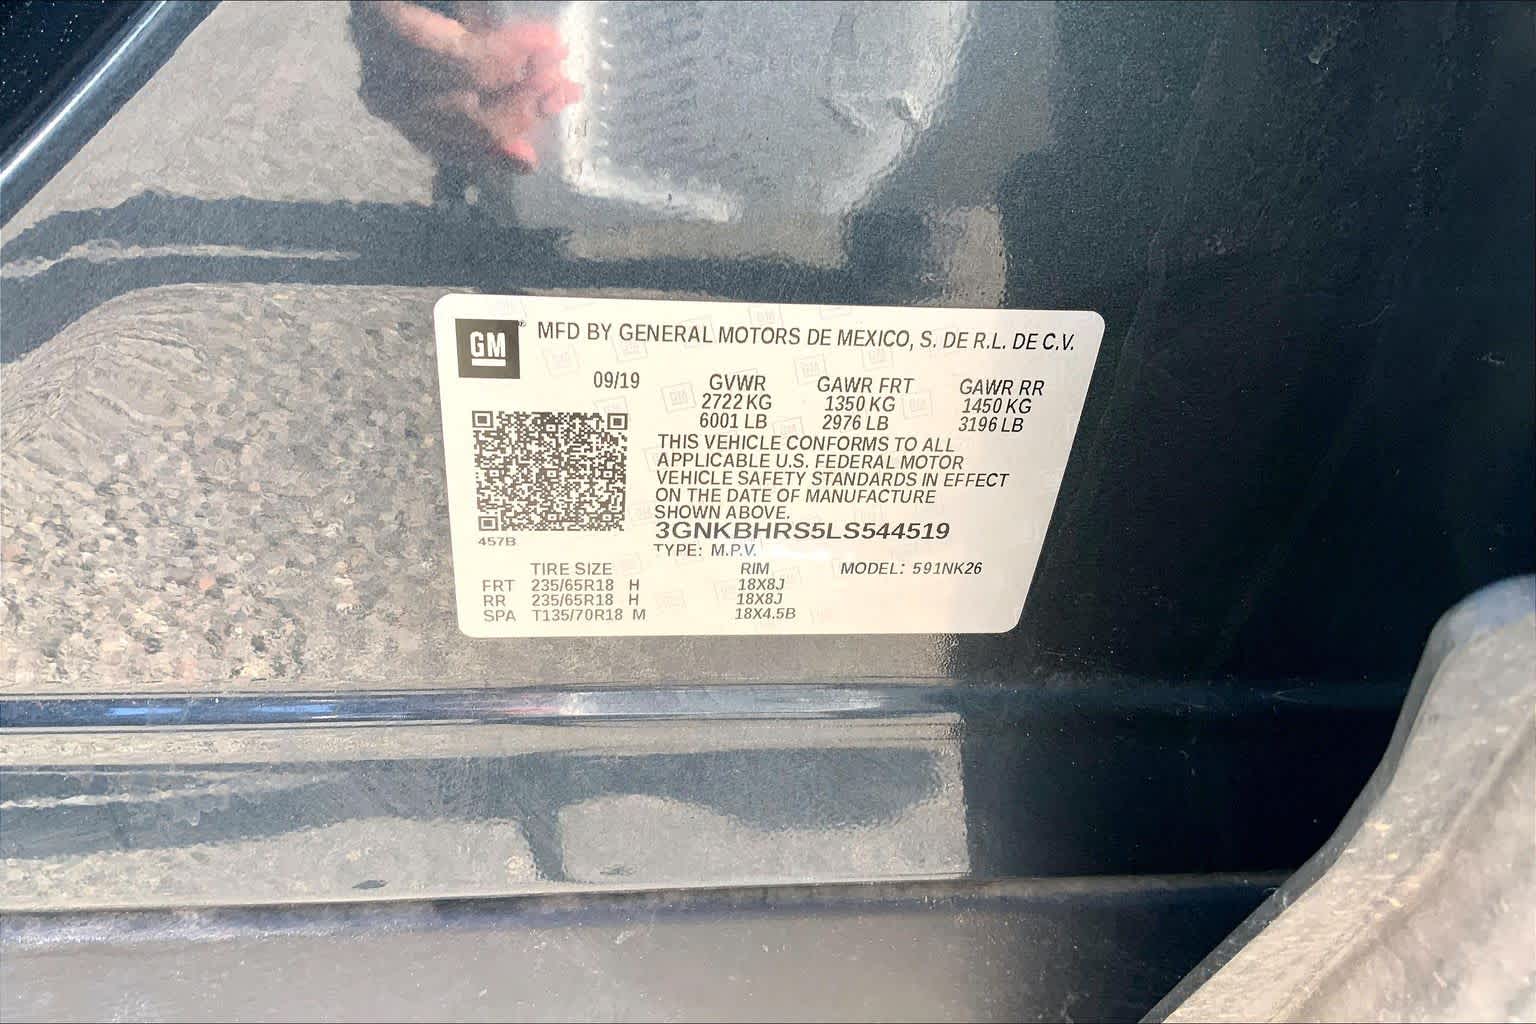 GM® MFD BY GENERAL MOTORS DE MEXICO, S. DE R.L. DE C.V.
09/19 GVWR GAWR FRT GAWR RR
2722 KG 1350 KG 1450 KG
6001 LB 2976 LB 3196 LB
THIS VEHICLE CONFORMS TO ALL
APPLICABLE U.S. FEDERAL MOTOR
VEHICLE SAFETY STANDARDS IN EFFECT
ON THE DATE OF MANUFACTURE
SHOWN ABOVE.
3GNKBHRS5LS544519
457B
TYPE: M.P.V.
TIRE SIZE RIM MODEL: 591NK26
FRT 235/65R18 H 18X8J
RR 235/65R18 H 18X8J
SPA T135/70R18 M 18X4.5B